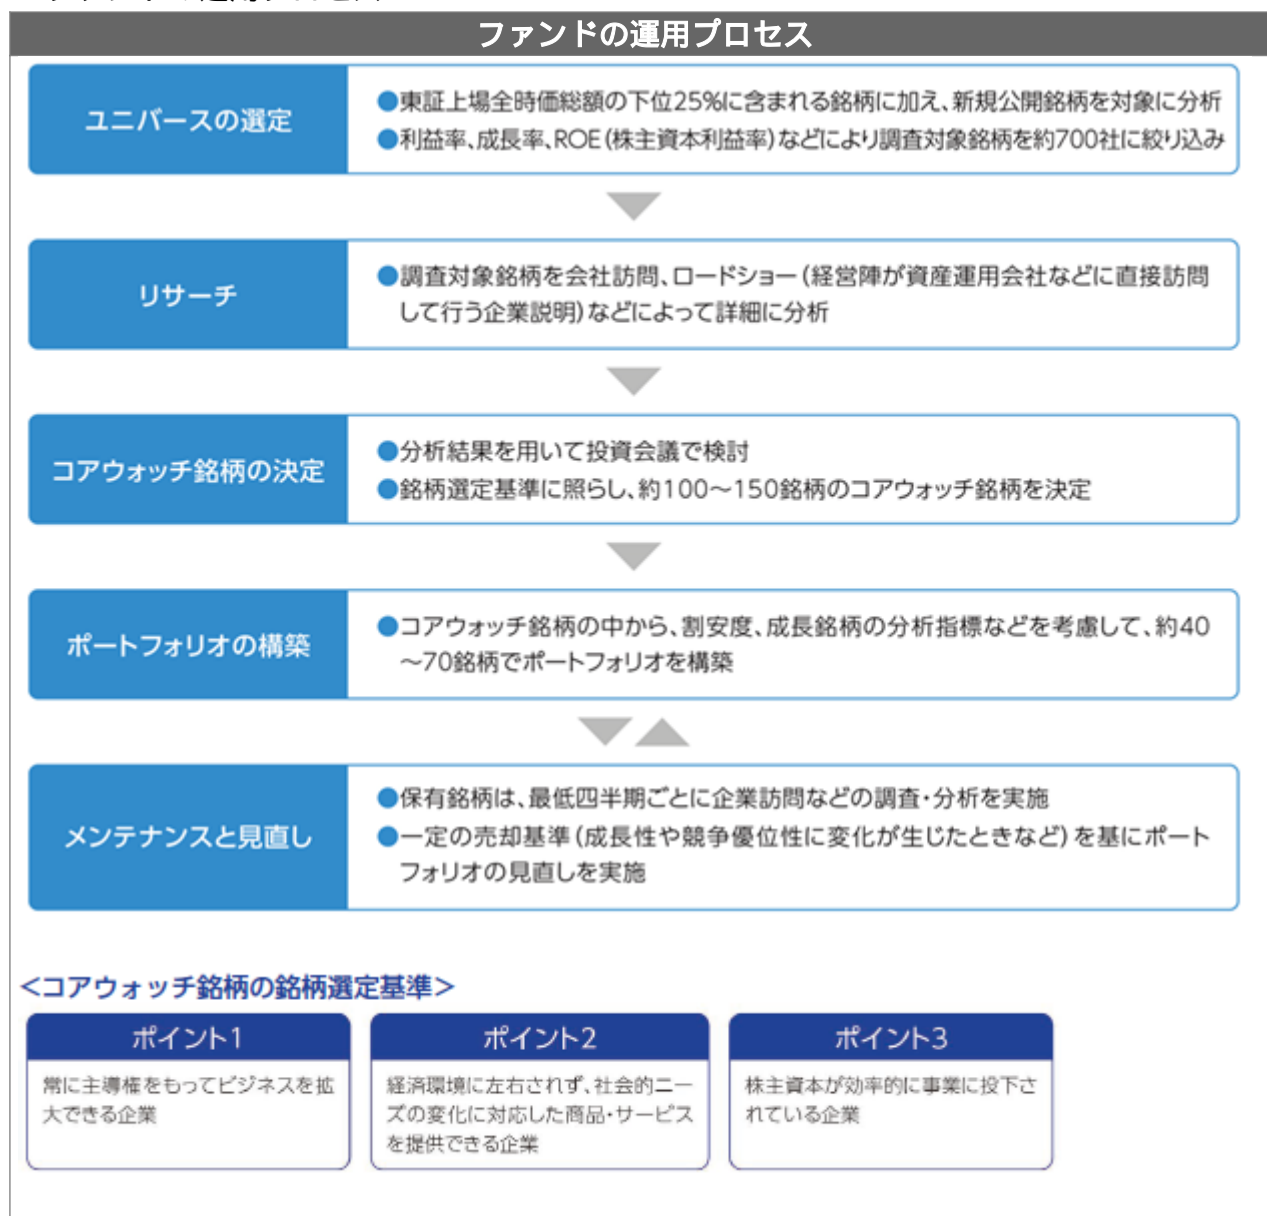 ファンドの運用プロセス
ユニバースの選定
●東証上場全時価総額の下位25%に含まれる銘柄に加え、新規公開銘柄を対象に分析
●利益率、成長率、ROE(株主資本利益率)などにより調査対象銘柄を約700社に絞り込み
リサーチ
●調査対象銘柄を会社訪問、ロードショー(経営陣が資産運用会社などに直接訪問
して行う企業説明)などによって詳細に分析
コアウォッチ銘柄の決定
●分析結果を用いて投資会議で検討
●銘柄選定基準に照らし、約100～150銘柄のコアウォッチ銘柄を決定
ポートフォリオの構築
●コアウォッチ銘柄の中から、割安度、成長銘柄の分析指標などを考慮して、約40
～70銘柄でポートフォリオを構築
メンテナンスと見直し
●保有銘柄は、最低四半期ごとに企業訪問などの調査・分析を実施
●一定の売却基準(成長性や競争優位性に変化が生じたときなど)を基にポート
フォリオの見直しを実施
＜コアウォッチ銘柄の銘柄選定基準＞
ポイント1
常に主導権をもってビジネスを拡
大できる企業
ポイント2
経済環境に左右されず、社会的ニー
ズの変化に対応した商品・サービス
を提供できる企業
ポイント3
株主資本が効率的に事業に投下さ
れている企業